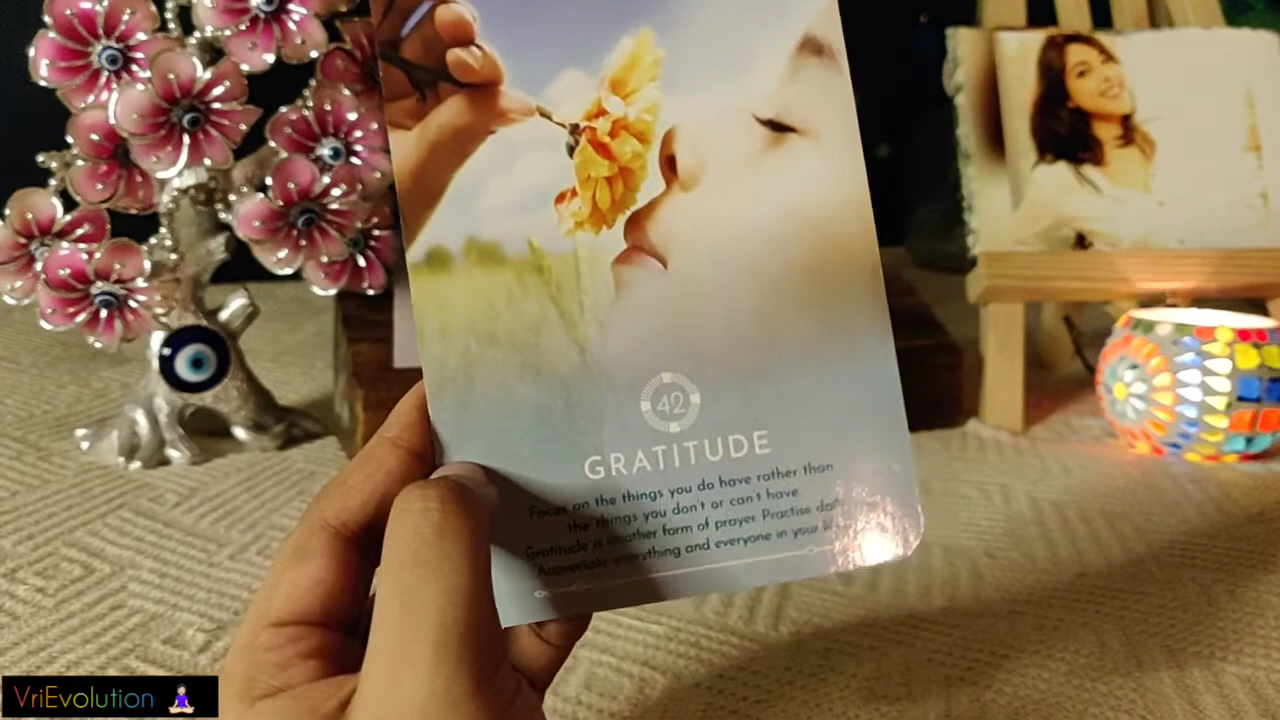 42
GRATITUDE
Focus on the things you do have rather than
the things you don't or can't have.
Gratitude is another form of prayer. Practise
Appreciate everything and everyone in your
VriEvolution